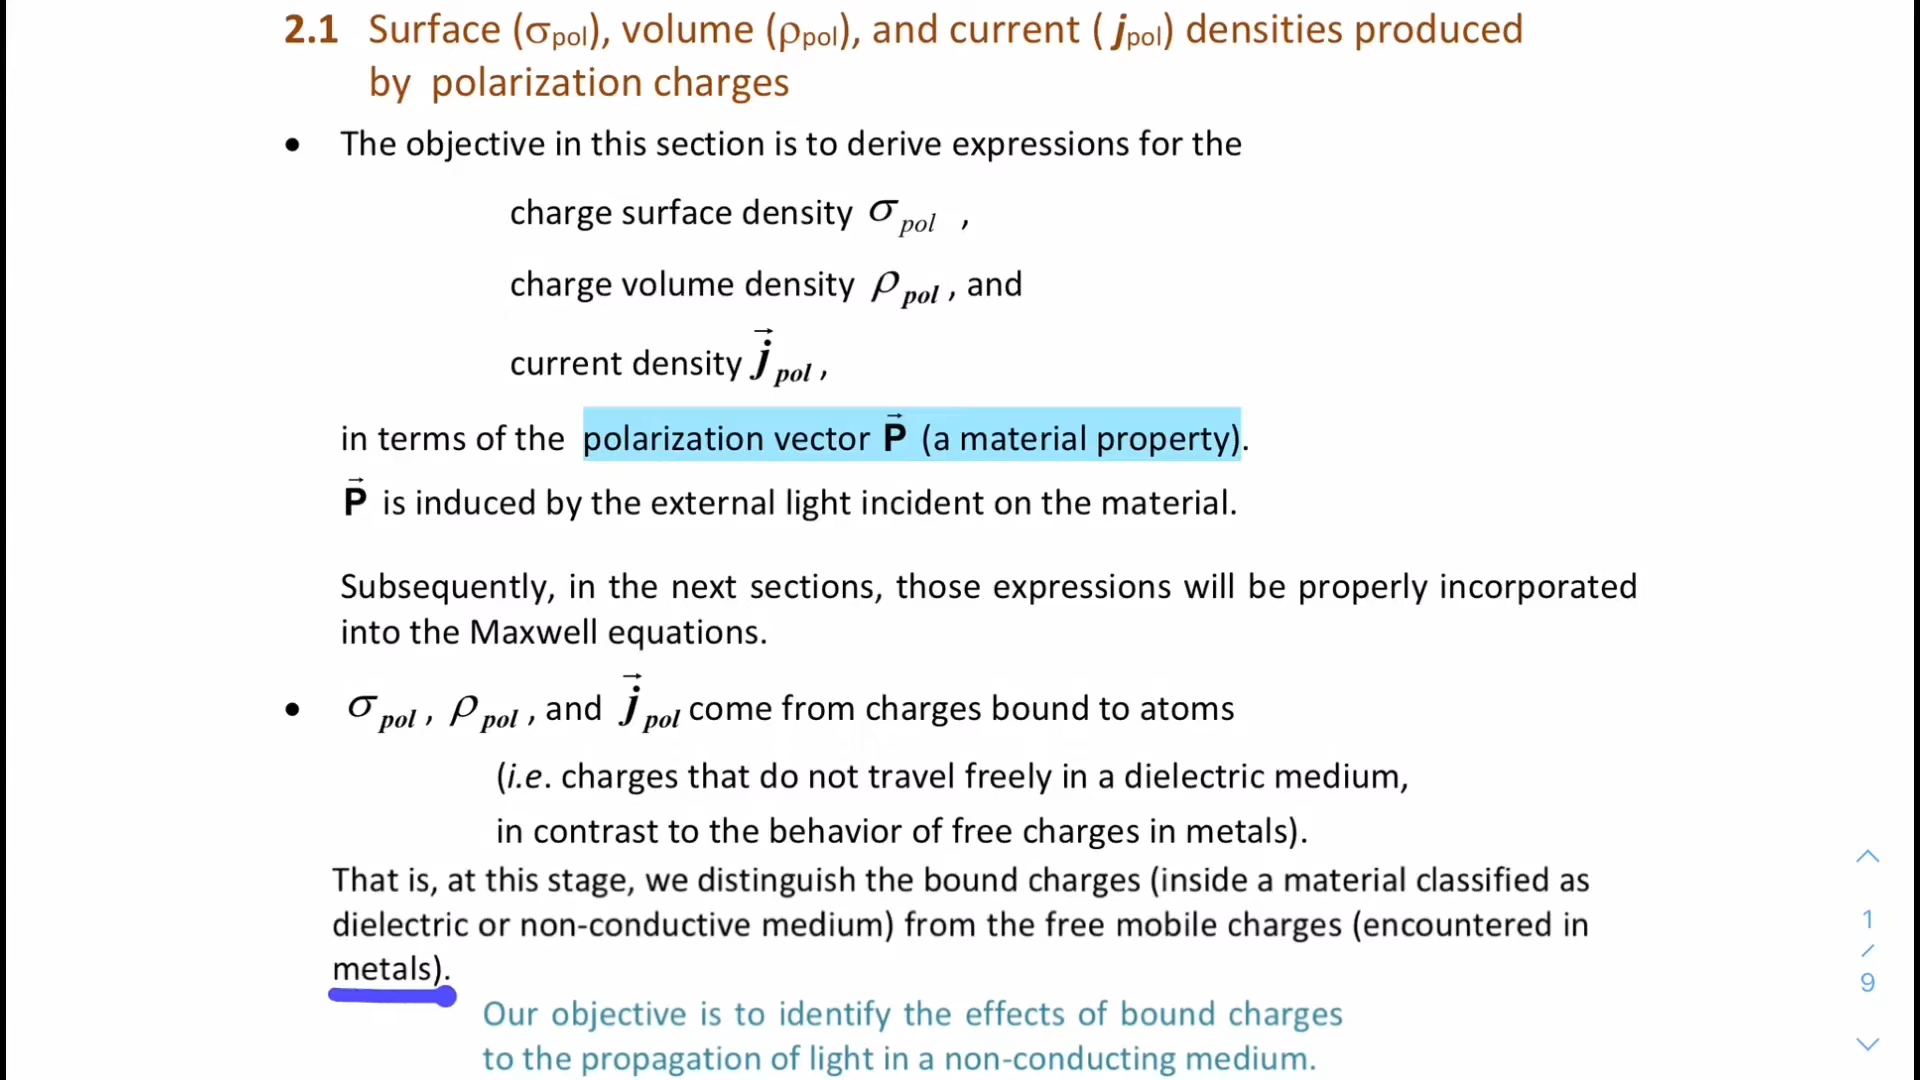 2.1 Surface (σpol), volume (ρpol), and current ( jpol) densities produced
by polarization charges
• The objective in this section is to derive expressions for the
charge surface density σ pol ,
charge volume density ρ pol , and
current density j⃗ pol ,
in terms of the polarization vector P⃗ (a material property).
P⃗ is induced by the external light incident on the material.
Subsequently, in the next sections, those expressions will be properly incorporated
into the Maxwell equations.
• σ pol , ρ pol , and j⃗ pol come from charges bound to atoms
(i.e. charges that do not travel freely in a dielectric medium,
in contrast to the behavior of free charges in metals).
That is, at this stage, we distinguish the bound charges (inside a material classified as
dielectric or non-conductive medium) from the free mobile charges (encountered in
metals).
Our objective is to identify the effects of bound charges
to the propagation of light in a non-conducting medium.
1
/
9